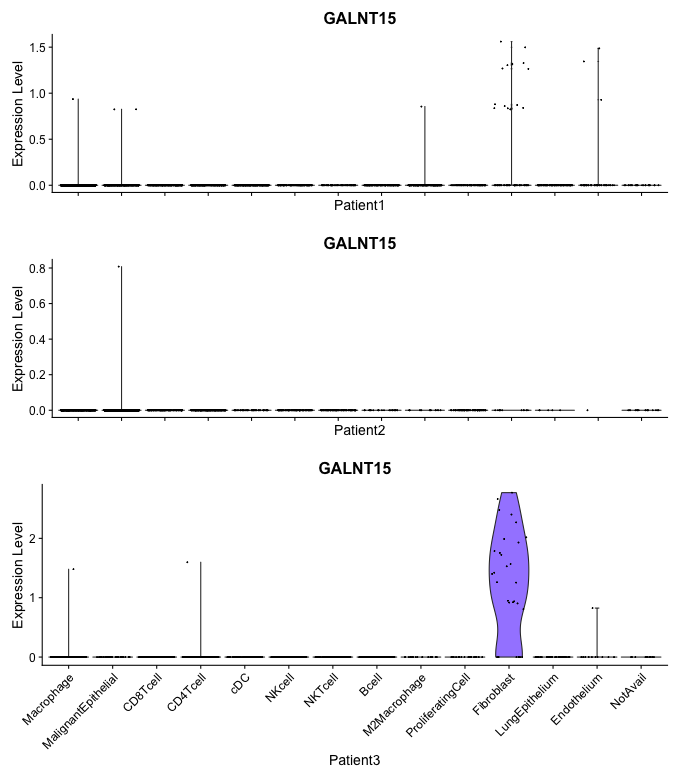 GALNT15
Expression Level
1.5
1.0
0.5
0.0
Patient1
GALNT15
Expression Level
0.8
0.6
0.4
0.2
0.0
Patient2
GALNT15
Expression Level
2
1
0
Macrophage
MalignantEpithelial
CD8Tcell
CD4Tcell
cDC
NKcell
NKTcell
Bcell
M2Macrophage
ProliferatingCell
Fibroblast
LungEpithelium
Endothelium
NotAvail
Patient3